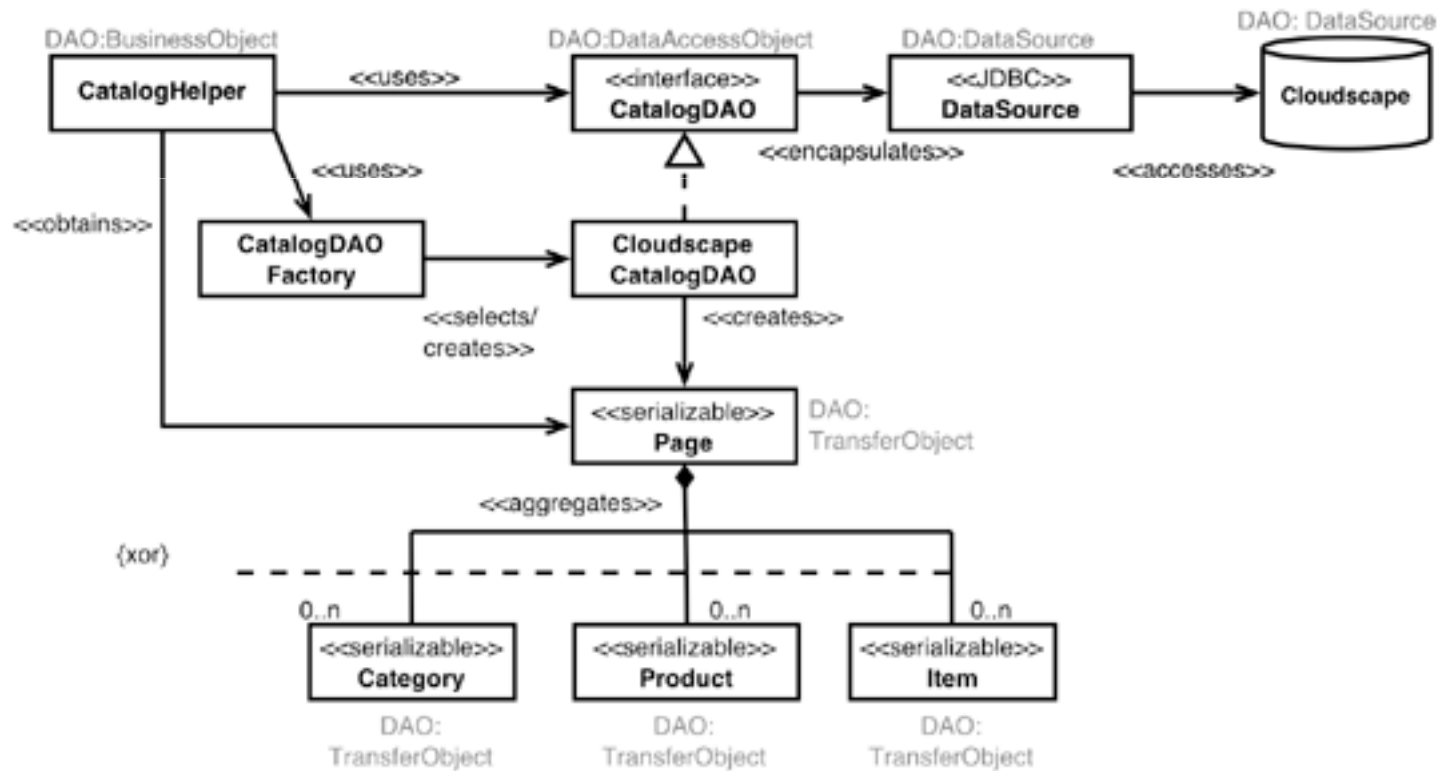 DAO: DataSource
DAO:BusinessObject
DAO:DataAccessObject
DAO:DataSource
CatalogHelper
<<uses>>
<<interface>>
CatalogDAO
<<JDBC>>
DataSource
Cloudscape
<<encapsulates>>
<<accesses>>
<<uses>>
<<obtains>>
CatalogDAO
Factory
Cloudscape
CatalogDAO
<<selects/
creates>>
<<creates>>
<<serializable>>
Page
DAO:
TransferObject
<<aggregates>>
{xor}
0..n
0..n
0..n
<<serializable>>
Category
<<serializable>>
Product
<<serializable>>
Item
DAO:
TransferObject
DAO:
TransferObject
DAO:
TransferObject